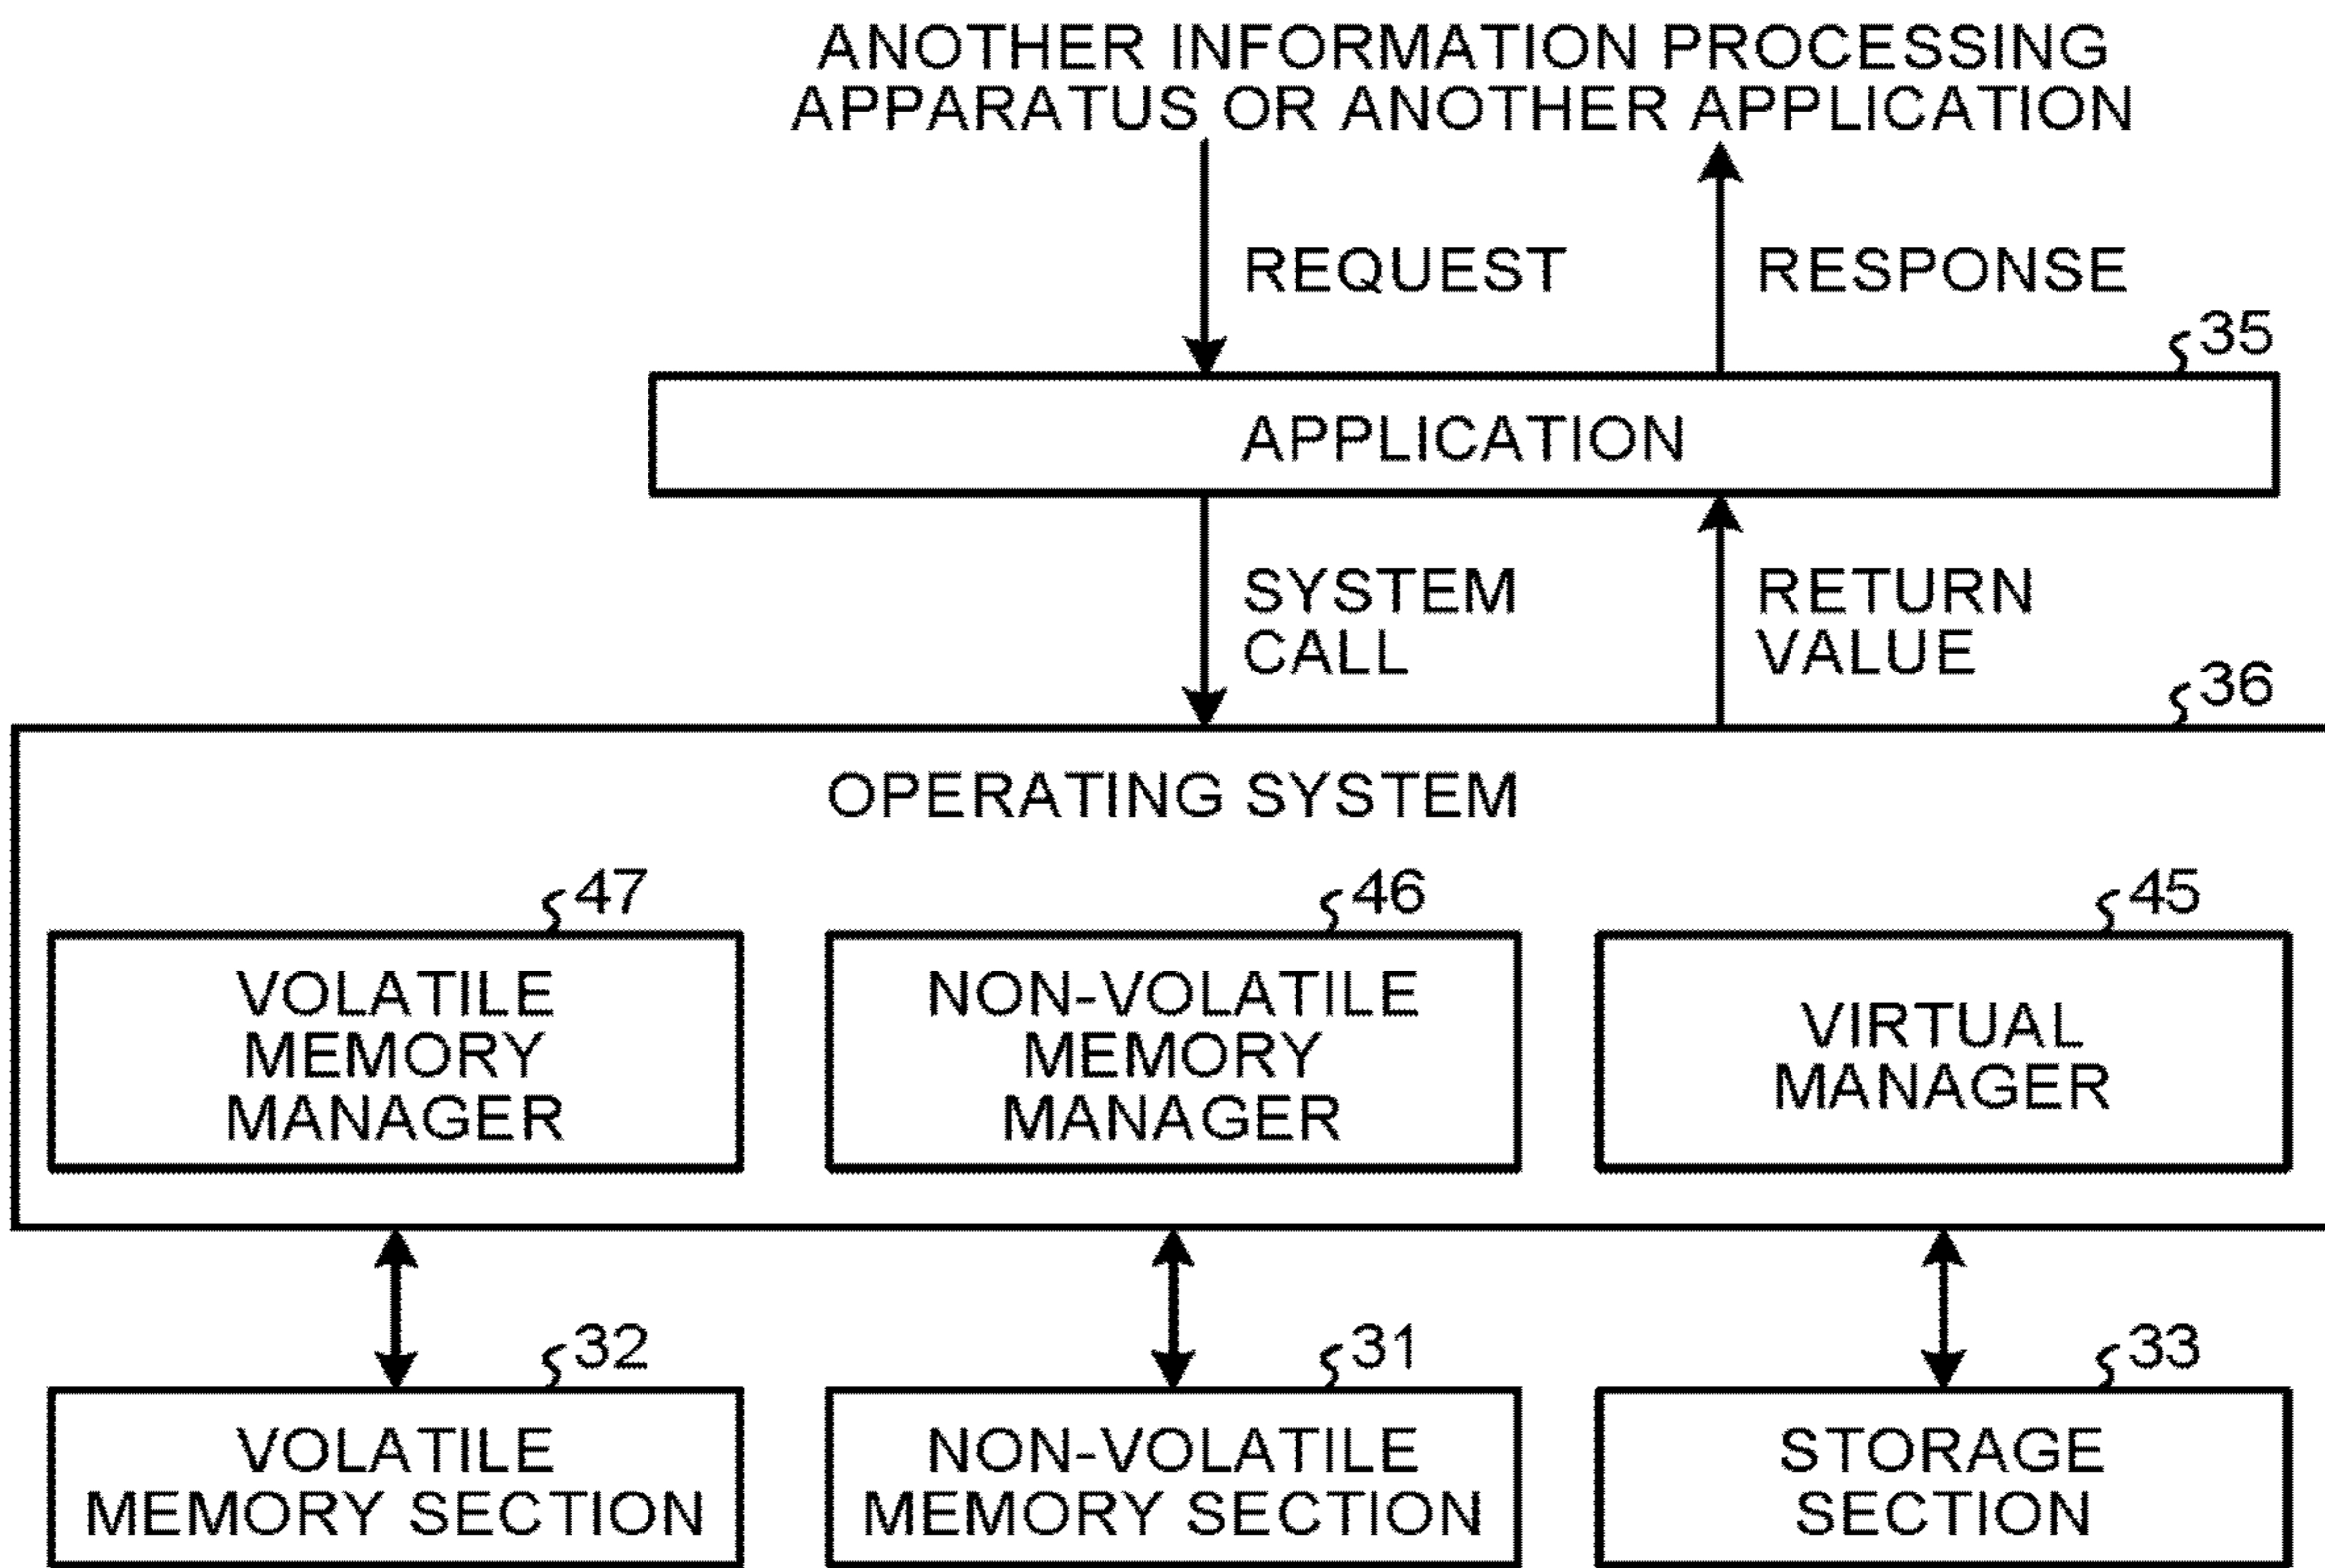 ANOTHER INFORMATION PROCESSING
APPARATUS OR ANOTHER APPLICATION
REQUEST
RESPONSE
35
APPLICATION
SYSTEM
CALL
RETURN
VALUE
36
OPERATING SYSTEM
47
VOLATILE
MEMORY
MANAGER
46
NON-VOLATILE
MEMORY
MANAGER
45
VIRTUAL
MANAGER
32
VOLATILE
MEMORY SECTION
31
NON-VOLATILE
MEMORY SECTION
33
STORAGE
SECTION